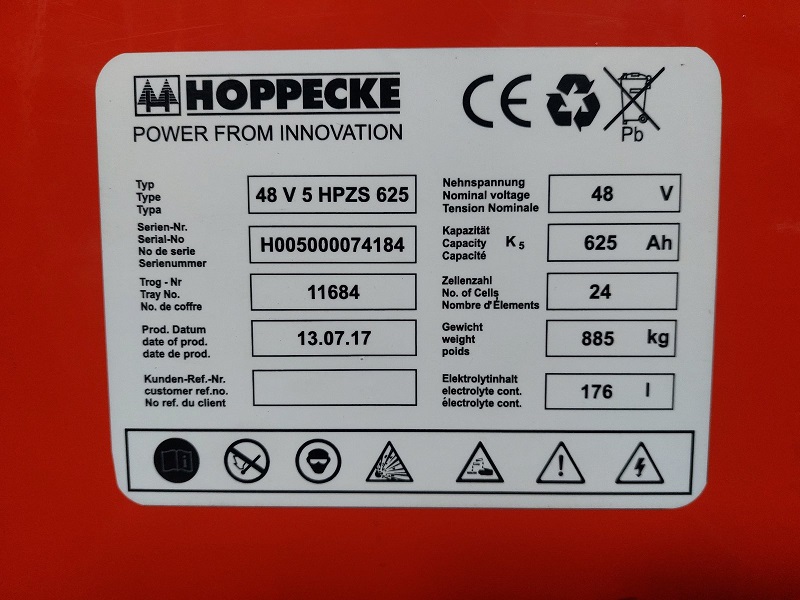 HOPPECKE
POWER FROM INNOVATION
CE
Pb
Typ
Type
Typa
48 V 5 HPZS 625
Serien-Nr.
Serial-No
No de serie
Serienummer
H005000074184
Trog - Nr
Tray No.
No. de coffre
11684
Prod. Datum
date of prod.
date de prod.
13.07.17
Kunden-Ref.-Nr.
customer ref.no.
No ref. du client
Nehnspannung
Nominal voltage
Tension Nominale
48 V
Kapazität
Capacity K5
Capacité
625 Ah
Zelienzahl
No. of Cells
Nombre d'Élements
24
Gewicht
weight
poids
885 kg
Elektrolytinhalt
electrolyte cont.
électrolyte cont.
176 l